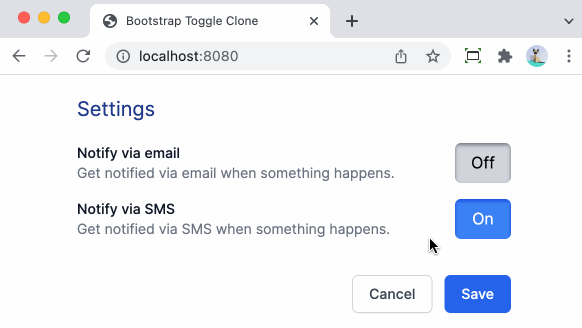 Bootstrap Toggle Clone
localhost:8080
Settings
Notify via email
Get notified via email when something happens.
Off
Notify via SMS
Get notified via SMS when something happens.
On
Cancel
Save